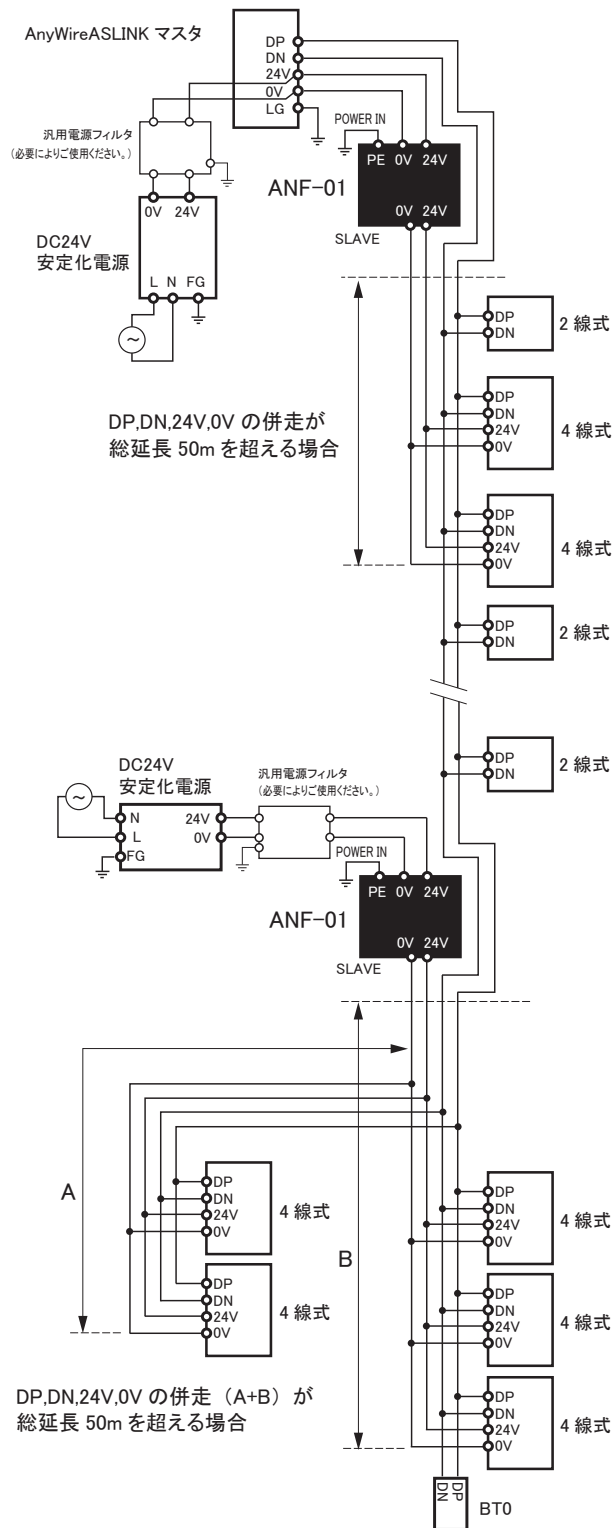 AnyWireASLINK マスタ
DP
DN
24V
0V
LG
汎用電源フィルタ
(必要によりご使用ください。)
POWER IN
PE 0V 24V
ANF-01
0V 24V
SLAVE
0V 24V
DC24V
安定化電源
L N FG
DP
DN
2 線式
DP,DN,24V,0V の併走が
総延長 50m を超える場合
DP
DN
24V
0V
4 線式
DP
DN
24V
0V
4 線式
DP
DN
2 線式
DP
DN
2 線式
DC24V
安定化電源
N
L
FG
24V
0V
汎用電源フィルタ
(必要によりご使用ください。)
POWER IN
PE 0V 24V
ANF-01
0V 24V
SLAVE
A
DP
DN
24V
0V
4 線式
DP
DN
24V
0V
4 線式
B
DP
DN
24V
0V
4 線式
DP
DN
24V
0V
4 線式
DP
DN
24V
0V
4 線式
DP,DN,24V,0V の併走（A+B）が
総延長 50m を超える場合
DN
DP
BT0